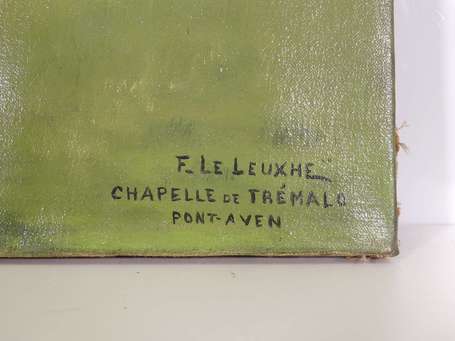 F. LE LEUXHE
CHAPELLE DE TRÉMALO
PONT-AVEN